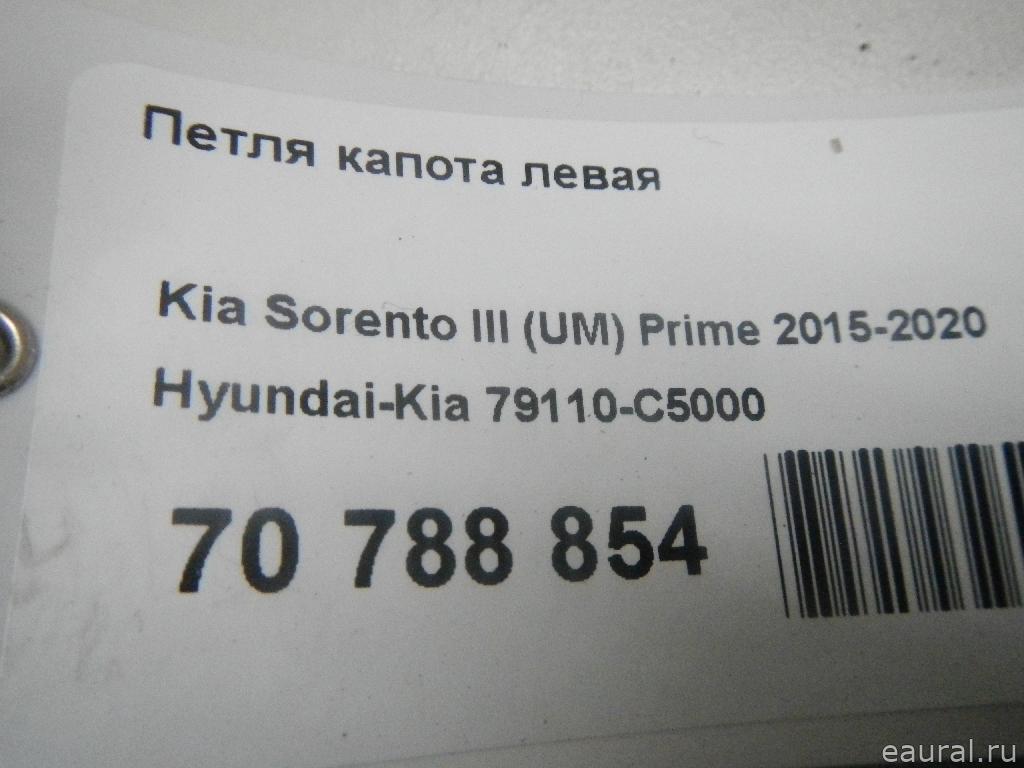 Петля капота левая
Kia Sorento III (UM) Prime 2015-2020
Hyundai-Kia 79110-C5000
70 788 854
eaural.ru